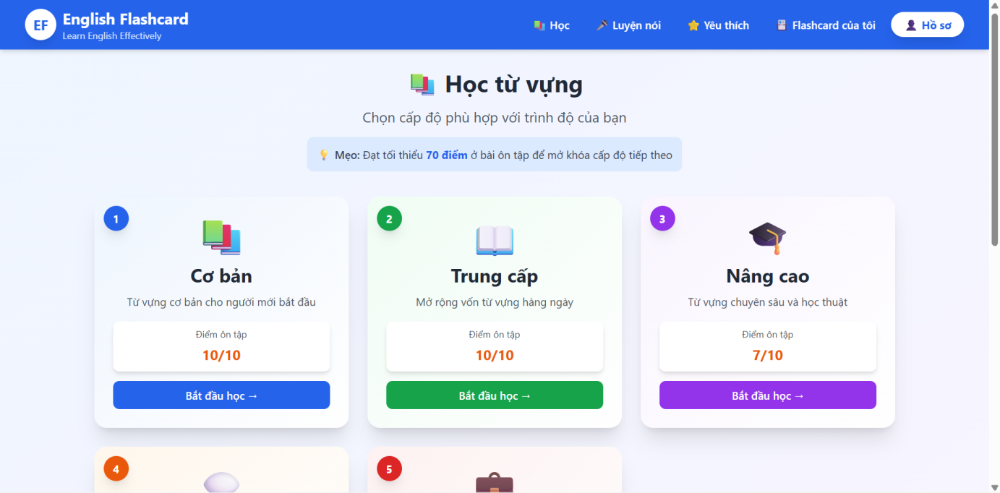 EF
English Flashcard
Learn English Effectively
Học
Luyện nói
Yêu thích
Flashcard của tôi
Hồ sơ
Học từ vựng
Chọn cấp độ phù hợp với trình độ của bạn
Mẹo: Đạt tối thiểu 70 điểm ở bài ôn tập để mở khóa cấp độ tiếp theo
1
Cơ bản
Từ vựng cơ bản cho người mới bắt đầu
Điểm ôn tập
10/10
Bắt đầu học →
2
Trung cấp
Mở rộng vốn từ vựng hàng ngày
Điểm ôn tập
10/10
Bắt đầu học →
3
Nâng cao
Từ vựng chuyên sâu và học thuật
Điểm ôn tập
7/10
Bắt đầu học →
4
5